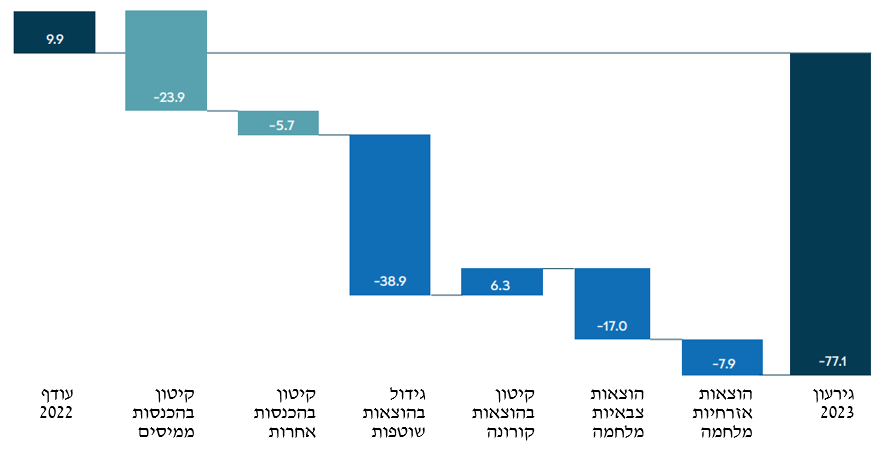 9.9
-23.9
-5.7
-38.9
6.3
-17.0
-7.9
-77.1
עודף
2022
קיטון
בהכנסות
ממיסים
קיטון
בהכנסות
אחרות
גידול
בהוצאות
שוטפות
קיטון
בהוצאות
קורונה
הוצאות
צבאיות
מלחמה
הוצאות
אזרחיות
מלחמה
גירעון
2023